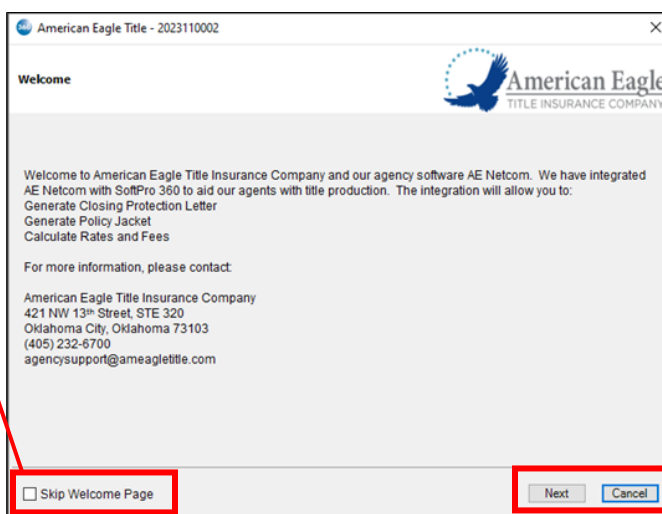 360 American Eagle Title - 2023110002
Welcome
American Eagle
TITLE INSURANCE COMPANY
Welcome to American Eagle Title Insurance Company and our agency software AE Netcom. We have integrated
AE Netcom with SoftPro 360 to aid our agents with title production. The integration will allow you to:
Generate Closing Protection Letter
Generate Policy Jacket
Calculate Rates and Fees
For more information, please contact:
American Eagle Title Insurance Company
421 NW 13th Street, STE 320
Oklahoma City, Oklahoma 73103
(405) 232-6700
agencysupport@ameagletitle.com
Skip Welcome Page
Next Cancel